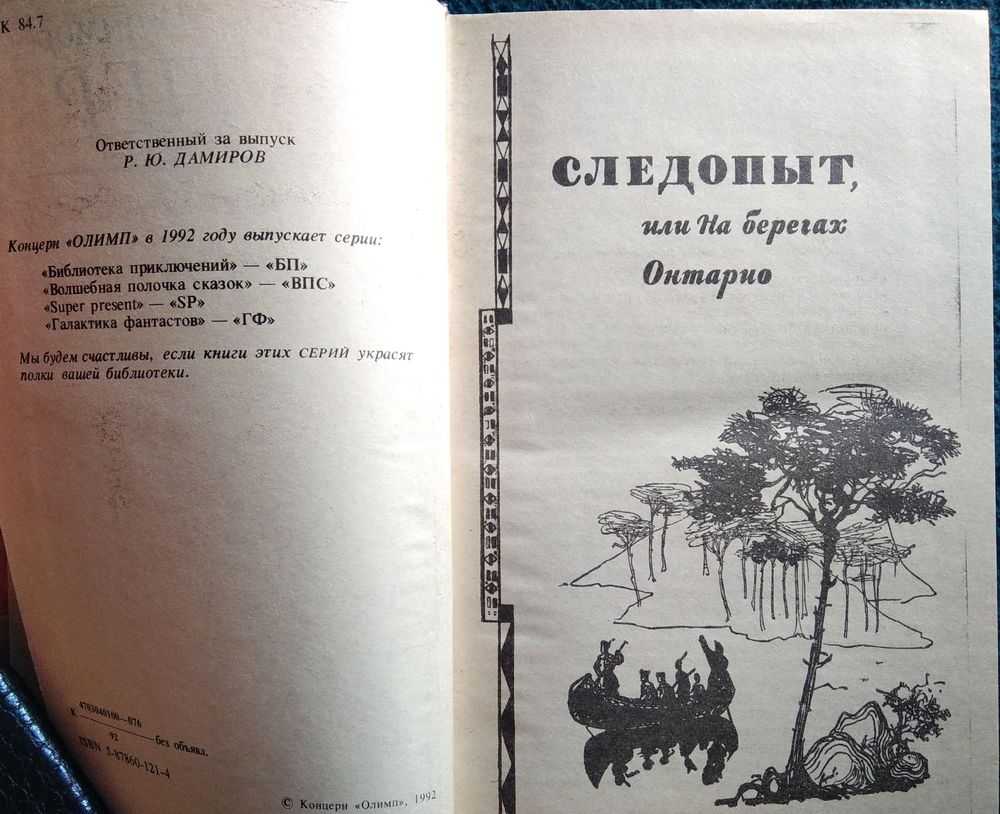 К 84.7
Ответственный за выпуск
Р. Ю. ДАМИРОВ
Концерн «ОЛИМП» в 1992 году выпускает серии:
«Библиотека приключений» — «БП»
«Волшебная полочка сказок» — «ВПС»
«Super present» — «SP»
«Галактика фантастов» — «ГФ»
Мы будем счастливы, если книги этих СЕРИЙ украсят
полки вашей библиотеки.
К 4703040100—076
92
—без объявл.
ISBN 5-87860-121-4
© Концерн «Олимп», 1992
СЛЕДОПЫТ,
или На берегах
Онтарио